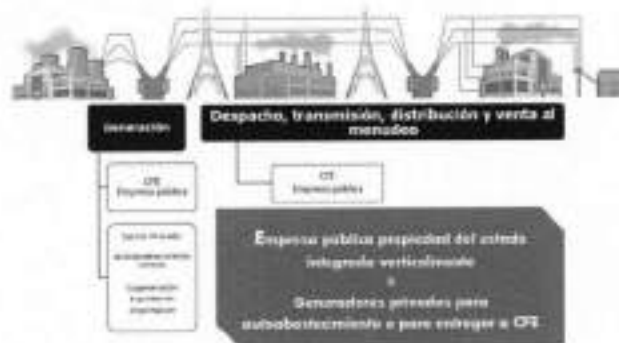 Generación
Despacho, transmisión, distribución y venta al
menudeo
CFE
Empresa pública
CFE
Empresa pública
Empresa pública propiedad del estado
integrada verticalmente
Generadores privados para
autoabastecimiento o para entregar a CFE